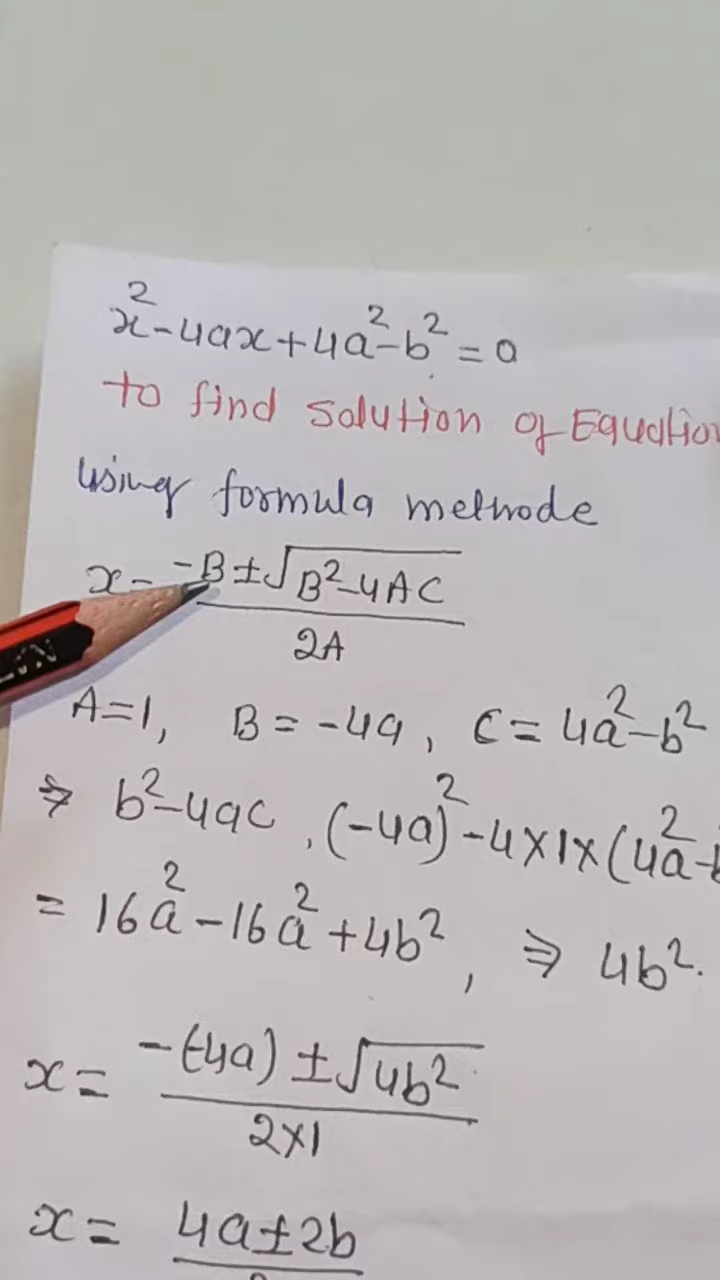 x²-4ax+4a²-b²=0
to find solution of Equation
using formula methode
x= -B±√B²-4AC / 2A
A=1, B=-4a, C=4a²-b²
⇒ b²-4ac, (-4a)²-4×1×(4a²-b
= 16a²-16a²+4b², ⇒ 4b².
x= -(-4a)±√4b² / 2×1
x= 4a±2b